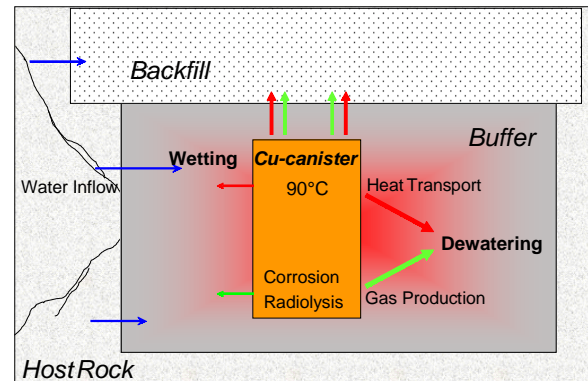 Backfill
Buffer
Wetting
Cu-canister
Water Inflow
90°C
Heat Transport
Dewatering
Corrosion
Radiolysis
Gas Production
Host Rock